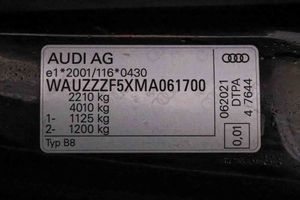 AUDI AG
e1*2001/116*0430
WAUZZZF5XMA061700
2210 kg
4010 kg
1- 1125 kg
2- 1200 kg
Typ B8
062021
DTPA
4 7644
0,01